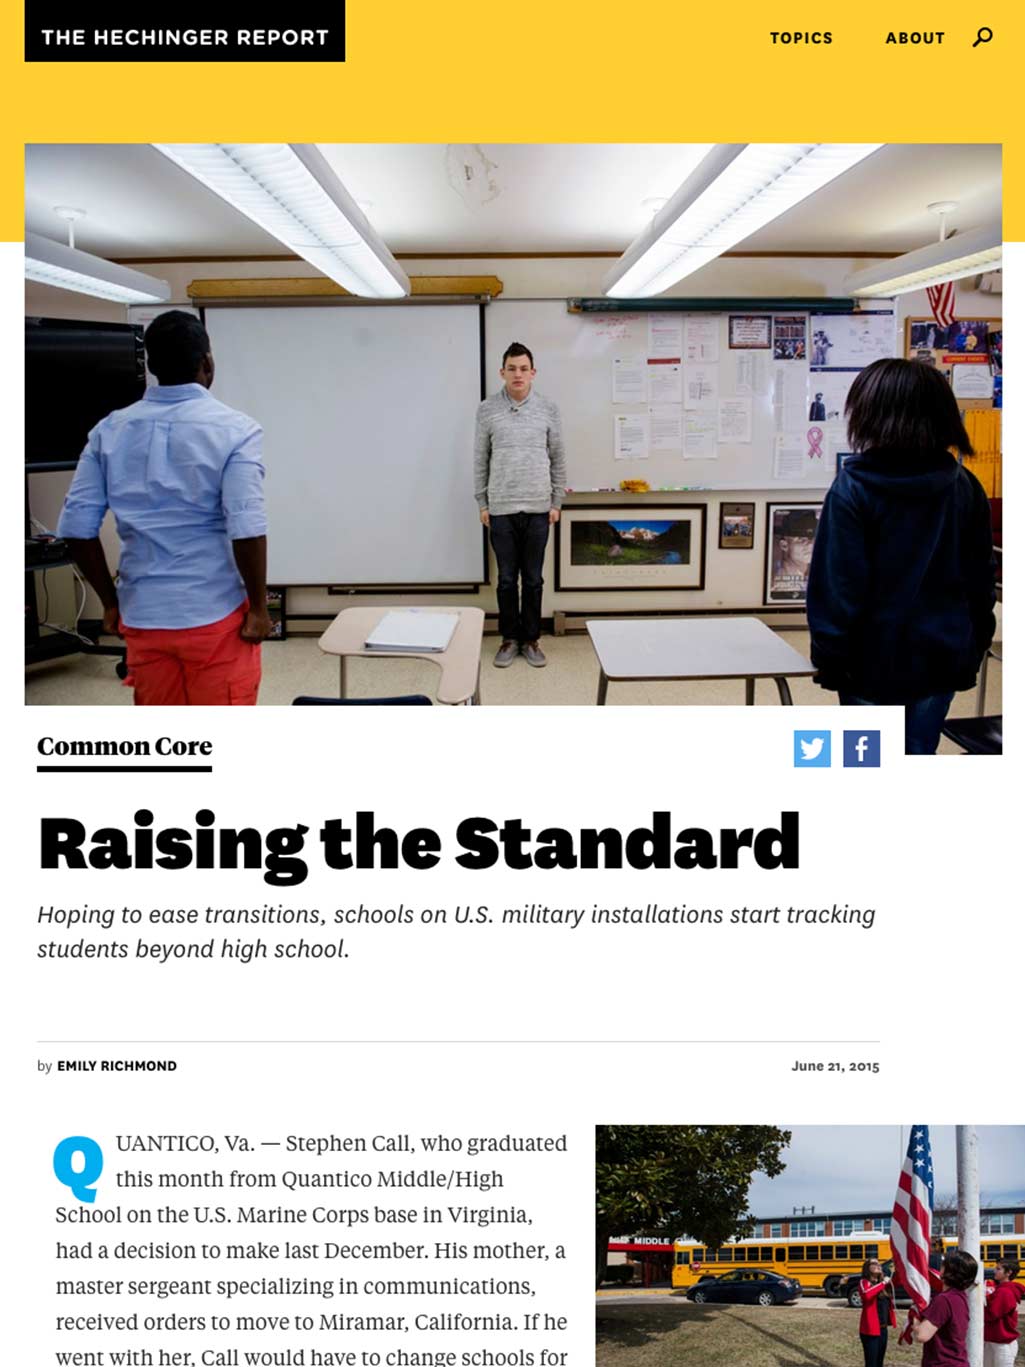 THE HECHINGER REPORT
TOPICS
ABOUT
CURRENT EVENTS
Common Core
Raising the Standard
Hoping to ease transitions, schools on U.S. military installations start tracking
students beyond high school.
by EMILY RICHMOND
June 21, 2015
QUANTICO, Va. — Stephen Call, who graduated
this month from Quantico Middle/High
School on the U.S. Marine Corps base in Virginia,
had a decision to make last December. His mother, a
master sergeant specializing in communications,
received orders to move to Miramar, California. If he
went with her, Call would have to change schools for
MIDDLE